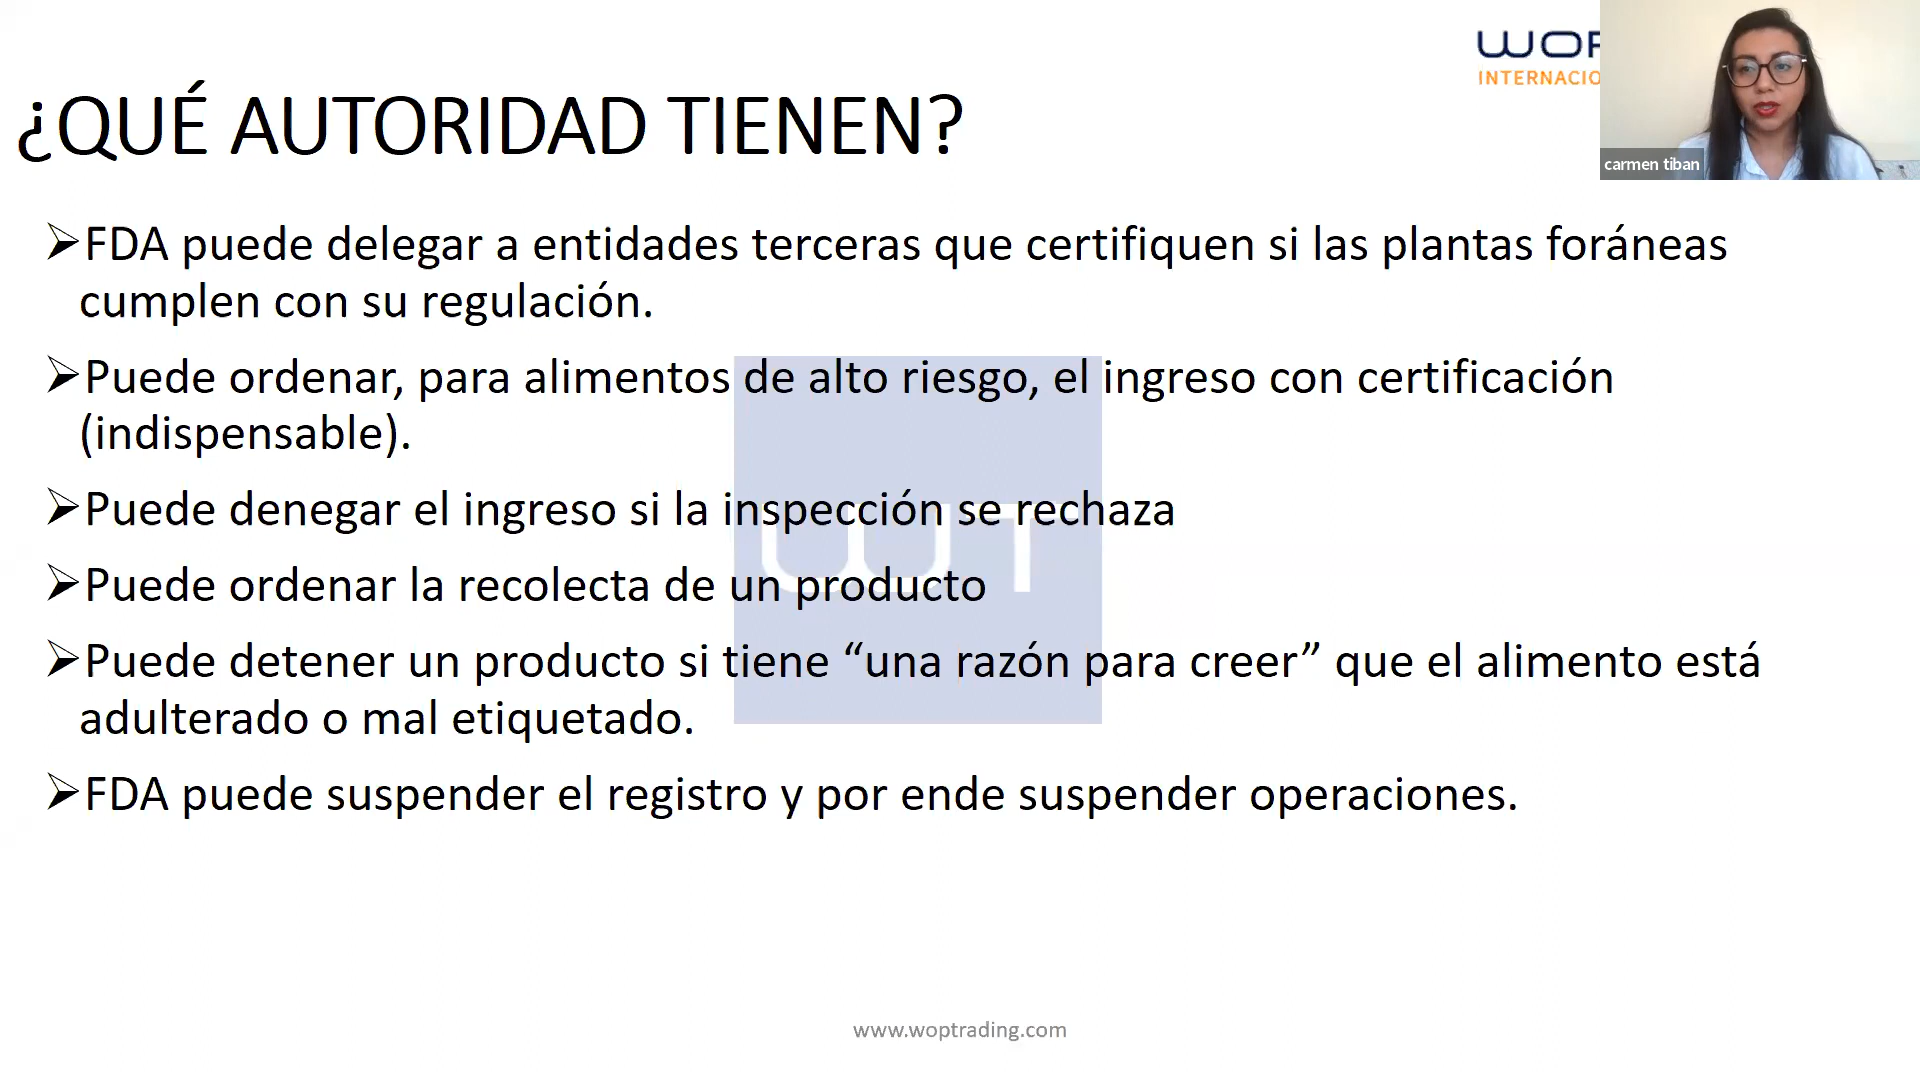 WOP
INTERNACIO
carmen tiban
¿QUÉ AUTORIDAD TIENEN?
➢FDA puede delegar a entidades terceras que certifiquen si las plantas foráneas
cumplen con su regulación.
➢Puede ordenar, para alimentos de alto riesgo, el ingreso con certificación
(indispensable).
➢Puede denegar el ingreso si la inspección se rechaza
➢Puede ordenar la recolecta de un producto
➢Puede detener un producto si tiene “una razón para creer” que el alimento está
adulterado o mal etiquetado.
➢FDA puede suspender el registro y por ende suspender operaciones.
WT
www.woptrading.com